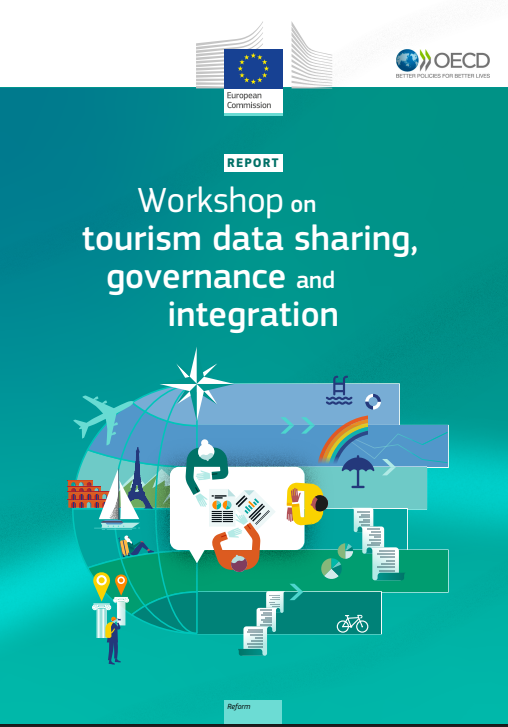 OECD
BETTER POLICIES FOR BETTER LIVES
European
Commission
REPORT
Workshop on
tourism data sharing,
governance and
integration
Reform